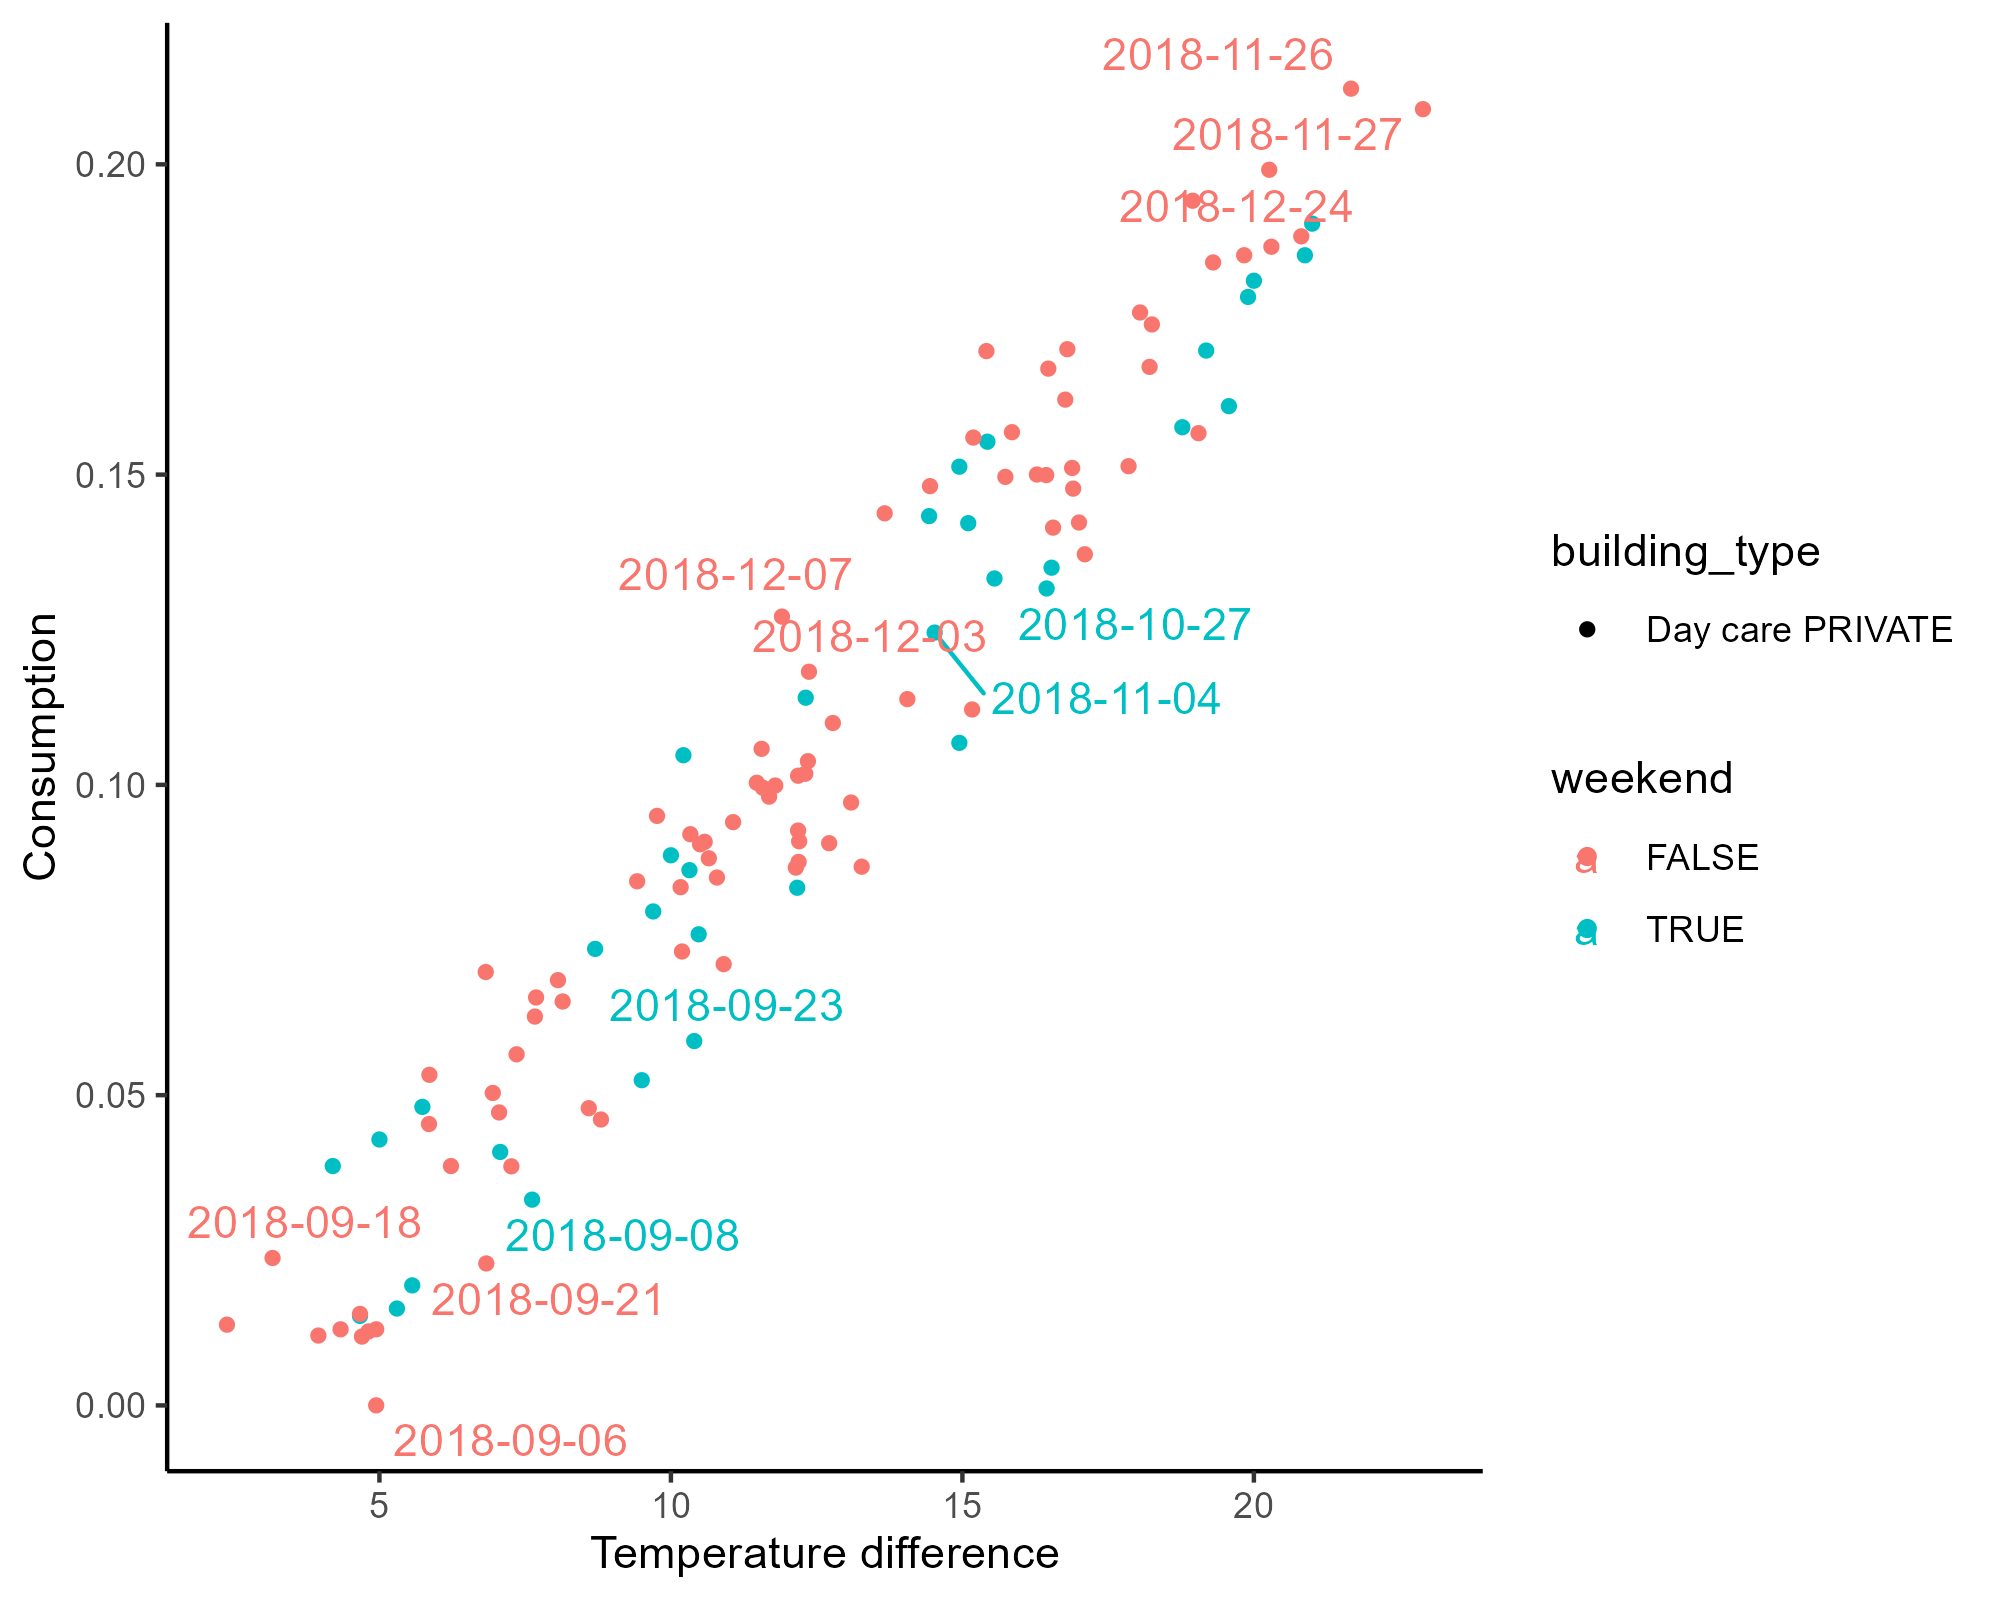 2018-11-26
2018-11-27
0.20
2018-12-24
0.15
building_type
2018-12-07
2018-12-03
2018-10-27
Day care PRIVATE
2018-11-04
Consumption
0.10
weekend
a FALSE
a TRUE
2018-09-23
0.05
2018-09-18
2018-09-08
2018-09-21
0.00
2018-09-06
5 10 15 20
Temperature difference